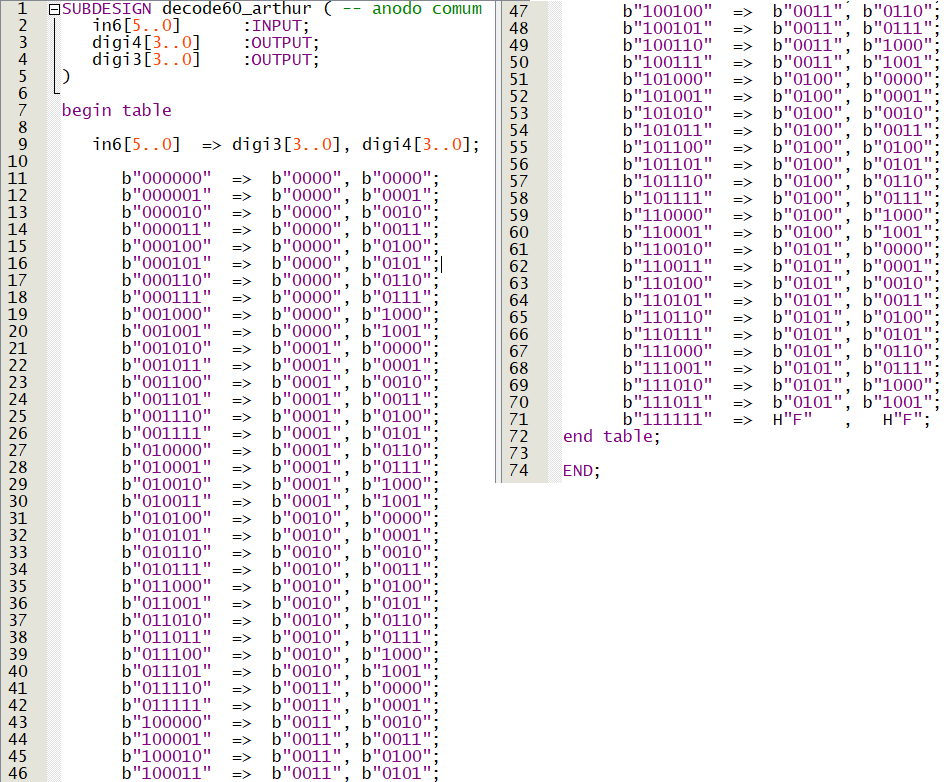 1 SUBDESIGN decode60_arthur ( -- anodo comum
2 in6[5..0] :INPUT;
3 digi4[3..0] :OUTPUT;
4 digi3[3..0] :OUTPUT;
5 )
6
7 begin table
8
9 in6[5..0] => digi3[3..0], digi4[3..0];
10
11 b"000000" => b"0000", b"0000";
12 b"000001" => b"0000", b"0001";
13 b"000010" => b"0000", b"0010";
14 b"000011" => b"0000", b"0011";
15 b"000100" => b"0000", b"0100";
16 b"000101" => b"0000", b"0101";
17 b"000110" => b"0000", b"0110";
18 b"000111" => b"0000", b"0111";
19 b"001000" => b"0000", b"1000";
20 b"001001" => b"0000", b"1001";
21 b"001010" => b"0001", b"0000";
22 b"001011" => b"0001", b"0001";
23 b"001100" => b"0001", b"0010";
24 b"001101" => b"0001", b"0011";
25 b"001110" => b"0001", b"0100";
26 b"001111" => b"0001", b"0101";
27 b"010000" => b"0001", b"0110";
28 b"010001" => b"0001", b"0111";
29 b"010010" => b"0001", b"1000";
30 b"010011" => b"0001", b"1001";
31 b"010100" => b"0010", b"0000";
32 b"010101" => b"0010", b"0001";
33 b"010110" => b"0010", b"0010";
34 b"010111" => b"0010", b"0011";
35 b"011000" => b"0010", b"0100";
36 b"011001" => b"0010", b"0101";
37 b"011010" => b"0010", b"0110";
38 b"011011" => b"0010", b"0111";
39 b"011100" => b"0010", b"1000";
40 b"011101" => b"0010", b"1001";
41 b"011110" => b"0011", b"0000";
42 b"011111" => b"0011", b"0001";
43 b"100000" => b"0011", b"0010";
44 b"100001" => b"0011", b"0011";
45 b"100010" => b"0011", b"0100";
46 b"100011" => b"0011", b"0101";
47 b"100100" => b"0011", b"0110";
48 b"100101" => b"0011", b"0111";
49 b"100110" => b"0011", b"1000";
50 b"100111" => b"0011", b"1001";
51 b"101000" => b"0100", b"0000";
52 b"101001" => b"0100", b"0001";
53 b"101010" => b"0100", b"0010";
54 b"101011" => b"0100", b"0011";
55 b"101100" => b"0100", b"0100";
56 b"101101" => b"0100", b"0101";
57 b"101110" => b"0100", b"0110";
58 b"101111" => b"0100", b"0111";
59 b"110000" => b"0100", b"1000";
60 b"110001" => b"0100", b"1001";
61 b"110010" => b"0101", b"0000";
62 b"110011" => b"0101", b"0001";
63 b"110100" => b"0101", b"0010";
64 b"110101" => b"0101", b"0011";
65 b"110110" => b"0101", b"0100";
66 b"110111" => b"0101", b"0101";
67 b"111000" => b"0101", b"0110";
68 b"111001" => b"0101", b"0111";
69 b"111010" => b"0101", b"1000";
70 b"111011" => b"0101", b"1001";
71 b"111111" => H"F" , H"F";
72 end table;
73
74 END;